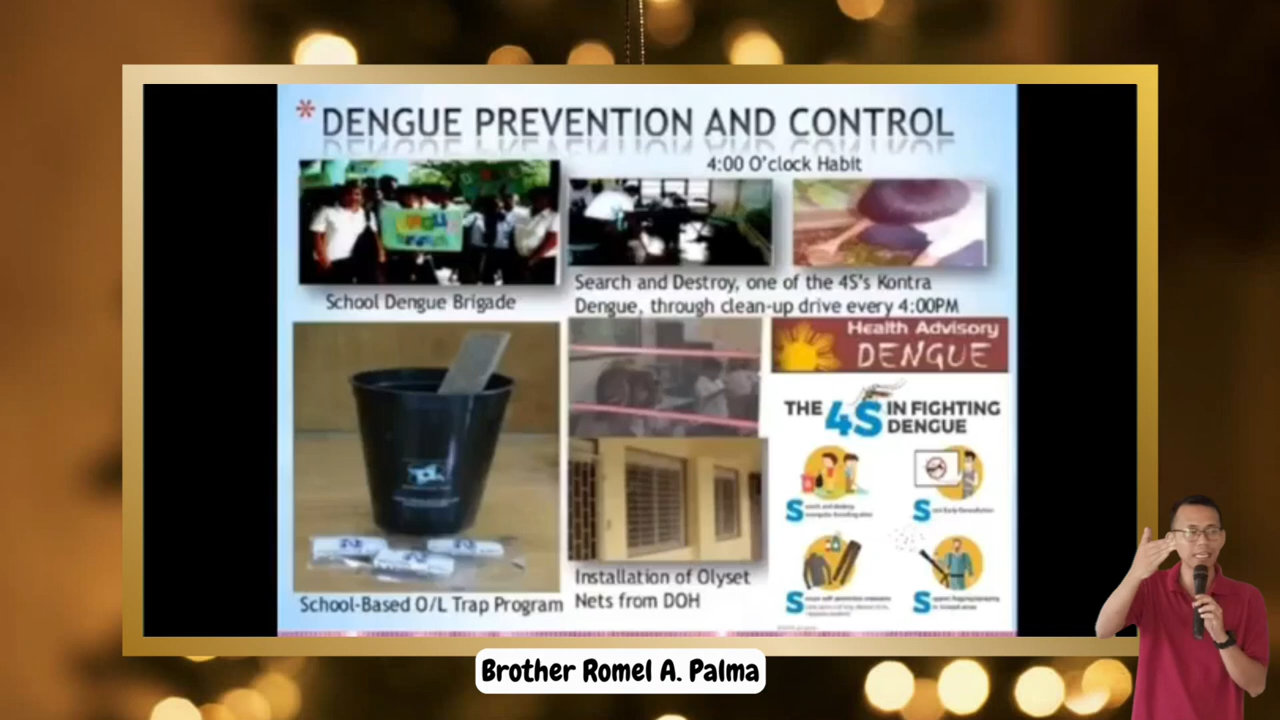 * DENGUE PREVENTION AND CONTROL
4:00 O'clock Habit
School Dengue Brigade
Search and Destroy, one of the 4S's Kontra
Dengue, through clean-up drive every 4:00PM
Health Advisory
DENGUE
THE 4S IN FIGHTING
DENGUE
School-Based O/L Trap Program
Installation of Olyset
Nets from DOH
Brother Romel A. Palma